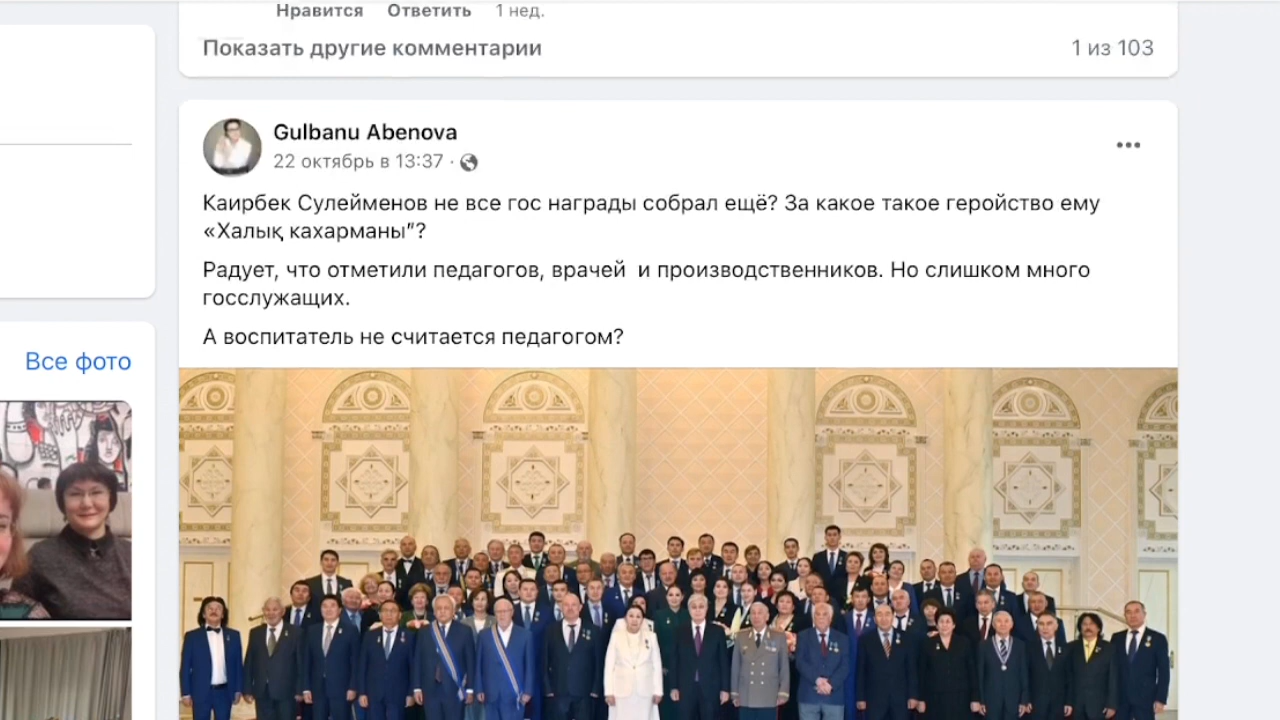 Нравится Ответить 1 нед.
Показать другие комментарии 1 из 103
Gulbanu Abenova
22 октябрь в 13:37 ·
Каирбек Сулейменов не все гос награды собрал ещё? За какое такое геройство ему
«Халық кахарманы”?
Радует, что отметили педагогов, врачей и производственников. Но слишком много
госслужащих.
А воспитатель не считается педагогом?
Все фото